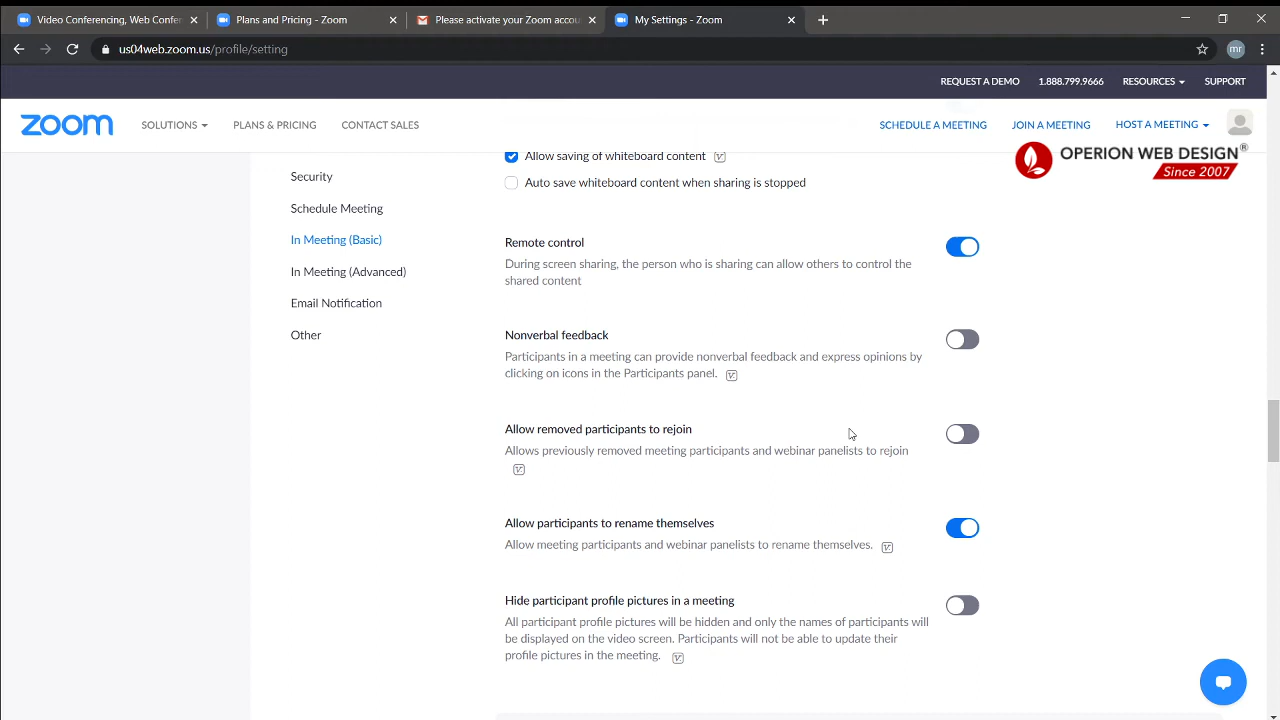 Video Conferencing, Web Confer
Plans and Pricing - Zoom
Please activate your Zoom accou
My Settings - Zoom
us04web.zoom.us/profile/setting
mr
REQUEST A DEMO
1.888.799.9666
RESOURCES
SUPPORT
zoom
SOLUTIONS
PLANS & PRICING
CONTACT SALES
SCHEDULE A MEETING
JOIN A MEETING
HOST A MEETING
OPERION WEB DESIGN®
Since 2007
Security
Schedule Meeting
In Meeting (Basic)
In Meeting (Advanced)
Email Notification
Other
Allow saving of whiteboard content
Auto save whiteboard content when sharing is stopped
Remote control
During screen sharing, the person who is sharing can allow others to control the
shared content
Nonverbal feedback
Participants in a meeting can provide nonverbal feedback and express opinions by
clicking on icons in the Participants panel.
Allow removed participants to rejoin
Allows previously removed meeting participants and webinar panelists to rejoin
Allow participants to rename themselves
Allow meeting participants and webinar panelists to rename themselves.
Hide participant profile pictures in a meeting
All participant profile pictures will be hidden and only the names of participants will
be displayed on the video screen. Participants will not be able to update their
profile pictures in the meeting.